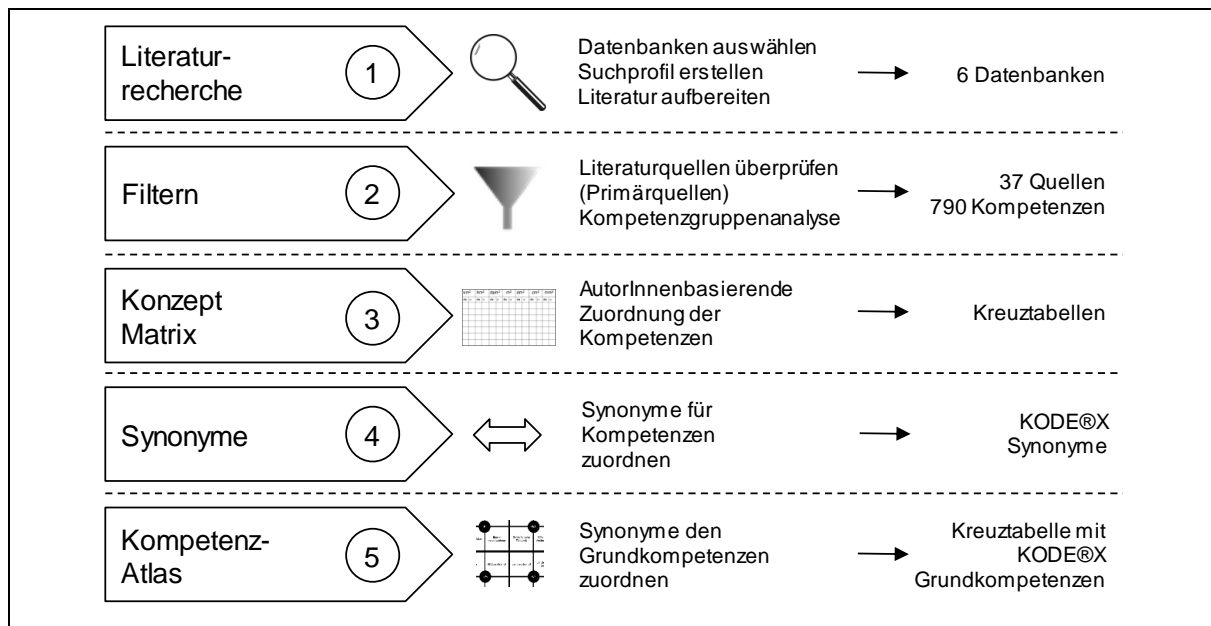 Literatur-
recherche
1
Datenbanken auswählen
Suchprofil erstellen
Literatur aufbereiten
6 Datenbanken
Filtern
2
Literaturquellen überprüfen
(Primärquellen)
Kompetenzgruppenanalyse
37 Quellen
790 Kompetenzen
Konzept
Matrix
3
AutorInnenbasierende
Zuordnung der
Kompetenzen
Kreuztabellen
Synonyme
4
Synonyme für
Kompetenzen
zuordnen
KODE®X
Synonyme
Kompetenz-
Atlas
5
Synonyme den
Grundkompetenzen
zuordnen
Kreuztabelle mit
KODE®X
Grundkompetenzen